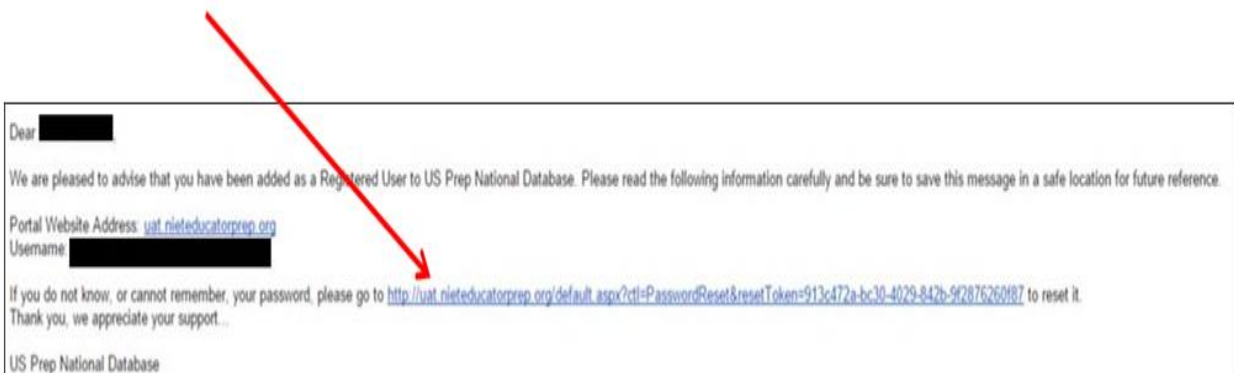 Dear
We are pleased to advise that you have been added as a Registered User to US Prep National Database. Please read the following information carefully and be sure to save this message in a safe location for future reference.
Portal Website Address: uat.nieteducatorprep.org
Username:
If you do not know, or cannot remember, your password, please go to http://uat.nieteducatorprep.org/default.aspx?ctl=PasswordReset&resetToken=913c472a-bc30-4029-842b-9f2876260f87 to reset it.
Thank you, we appreciate your support...
US Prep National Database